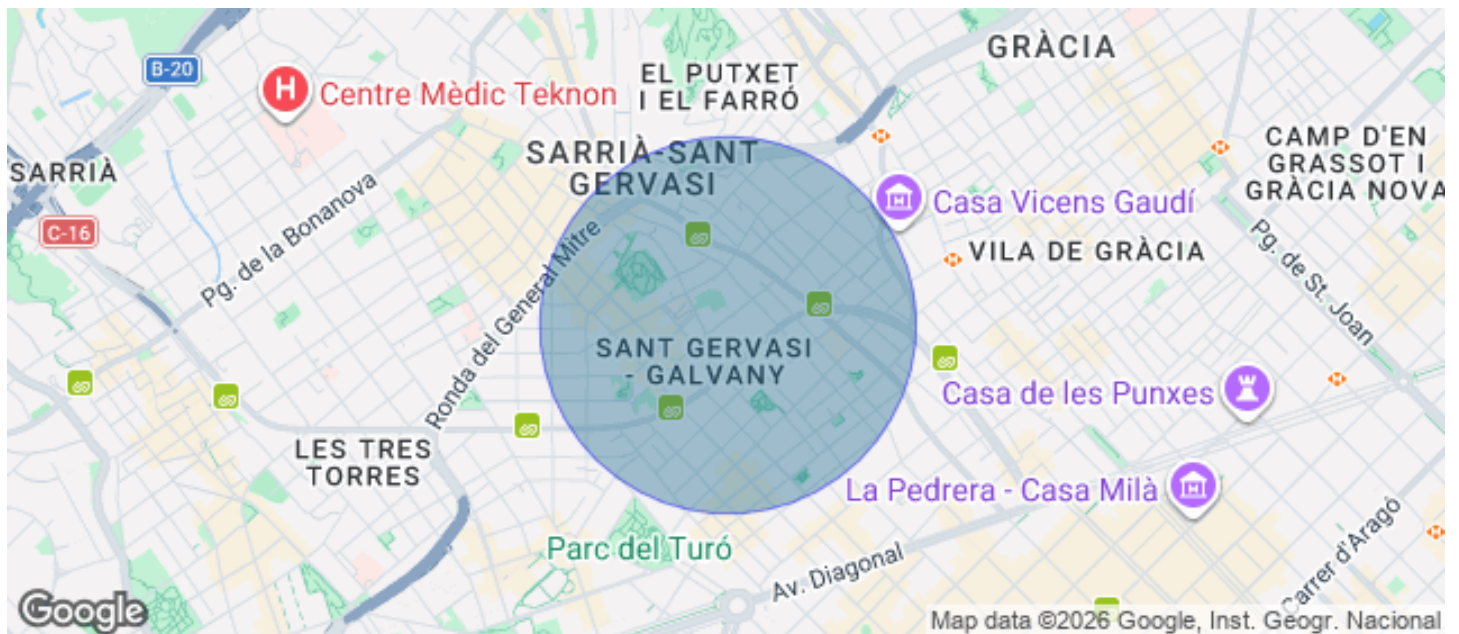 B-20
H
Centre Mèdic Teknon
EL PUTXET
I EL FARRÓ
GRÀCIA
SARRIÀ
SARRIÀ-SANT
GERVASI
CAMP D'EN
GRASSOT I
GRÀCIA NOVA
C-16
Pg. de la Bonanova
Casa Vicens Gaudí
VILA DE GRÀCIA
Pg. de St. Joan
Ronda del General Mitre
SANT GERVASI
- GALVANY
Casa de les Punxes
LES TRES
TORRES
La Pedrera - Casa Milà
Parc del Turó
Av. Diagonal
Carrer d'Aragó
Google
Map data ©2026 Google, Inst. Geogr. Nacional